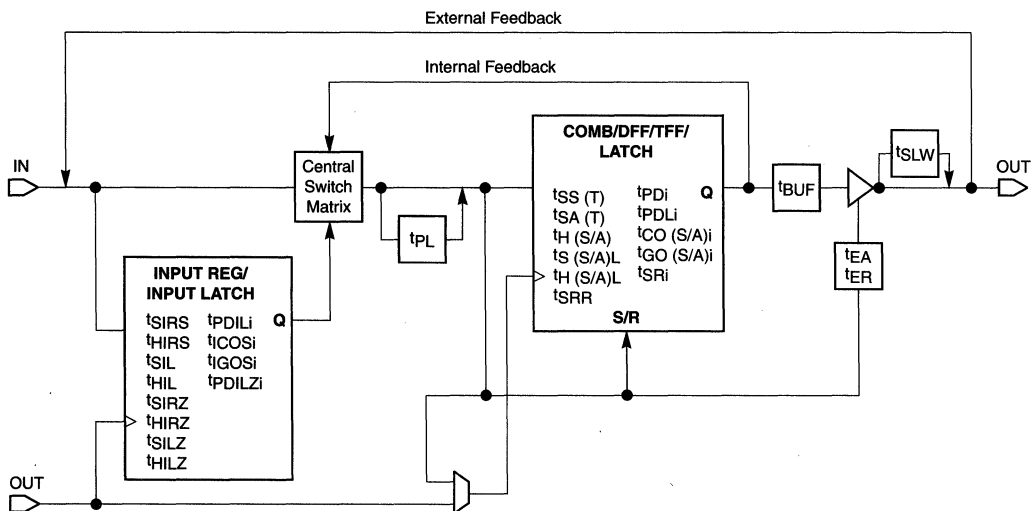 External Feedback
Internal Feedback
COMB/DFF/TFF/
LATCH
IN
Central
Switch
Matrix
tPL
tSS (T)
tSA (T)
tH (S/A)
tS (S/A)L
tH (S/A)L
tSRR
tPDi
tPDLi
tCO (S/A)i
tGO (S/A)i
tSRi
Q
S/R
tBUF
tSLW
OUT
tEA
tER
INPUT REG/
INPUT LATCH
tSIRS
tHIRS
tSIL
tHIL
tSIRZ
tHIRZ
tSILZ
tHILZ
tPDILi
tICOSi
tIGOSi
tPDILZi
Q
OUT